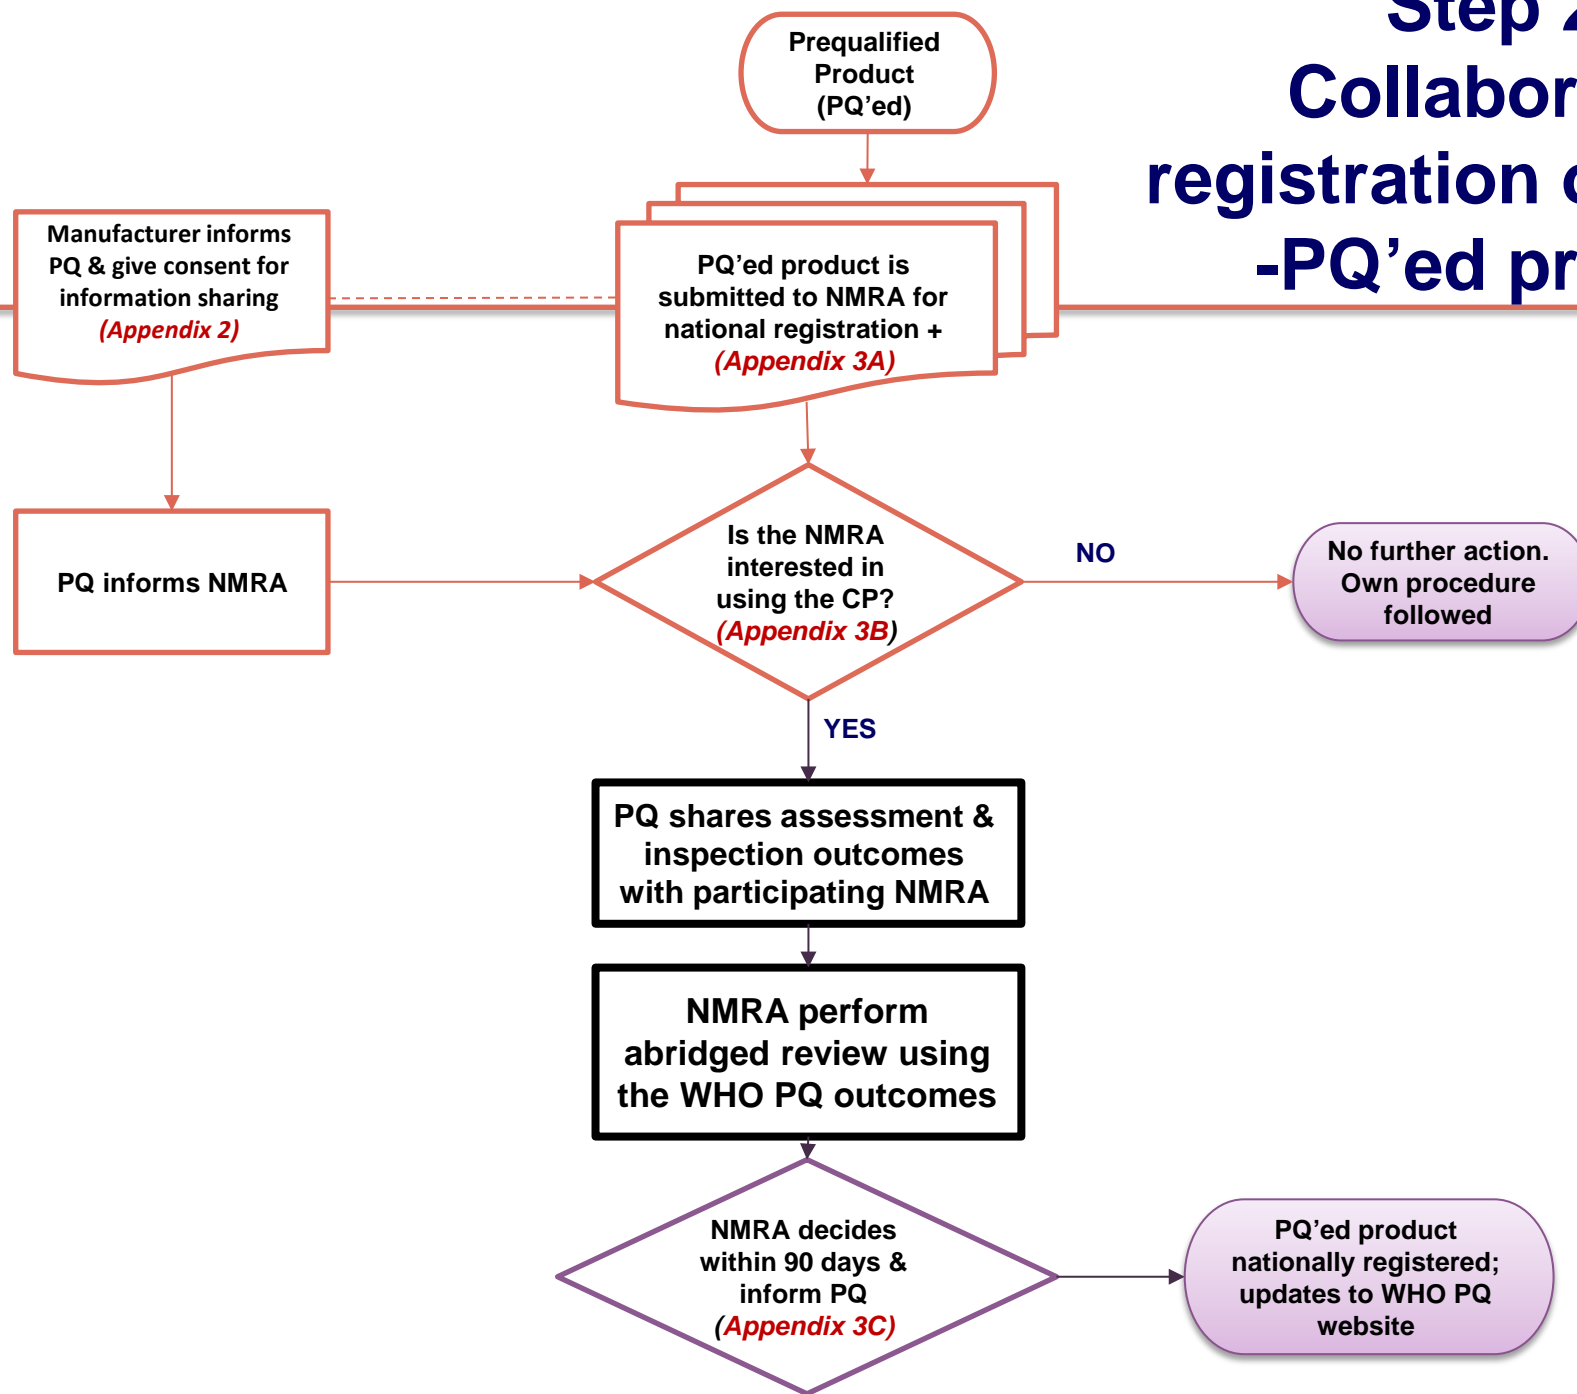 Step 2
Collabor
registration o
-PQ’ed pr
Prequalified
Product
(PQ’ed)
Manufacturer informs
PQ & give consent for
information sharing
(Appendix 2)
PQ’ed product is
submitted to NMRA for
national registration +
(Appendix 3A)
PQ informs NMRA
Is the NMRA
interested in
using the CP?
(Appendix 3B)
NO
No further action.
Own procedure
followed
YES
PQ shares assessment &
inspection outcomes
with participating NMRA
NMRA perform
abridged review using
the WHO PQ outcomes
NMRA decides
within 90 days &
inform PQ
(Appendix 3C)
PQ’ed product
nationally registered;
updates to WHO PQ
website